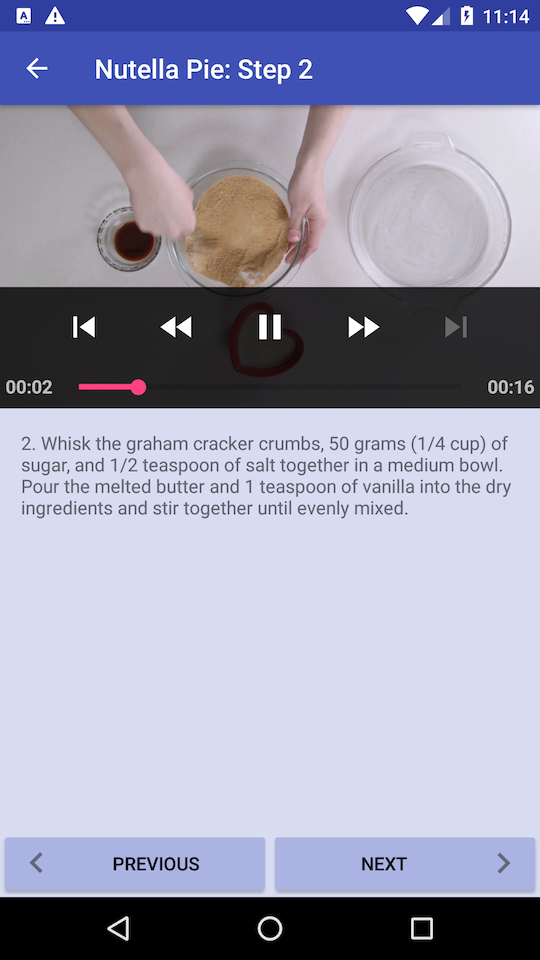 A
11:14
Nutella Pie: Step 2
00:02
00:16
2. Whisk the graham cracker crumbs, 50 grams (1/4 cup) of
sugar, and 1/2 teaspoon of salt together in a medium bowl.
Pour the melted butter and 1 teaspoon of vanilla into the dry
ingredients and stir together until evenly mixed.
PREVIOUS
NEXT